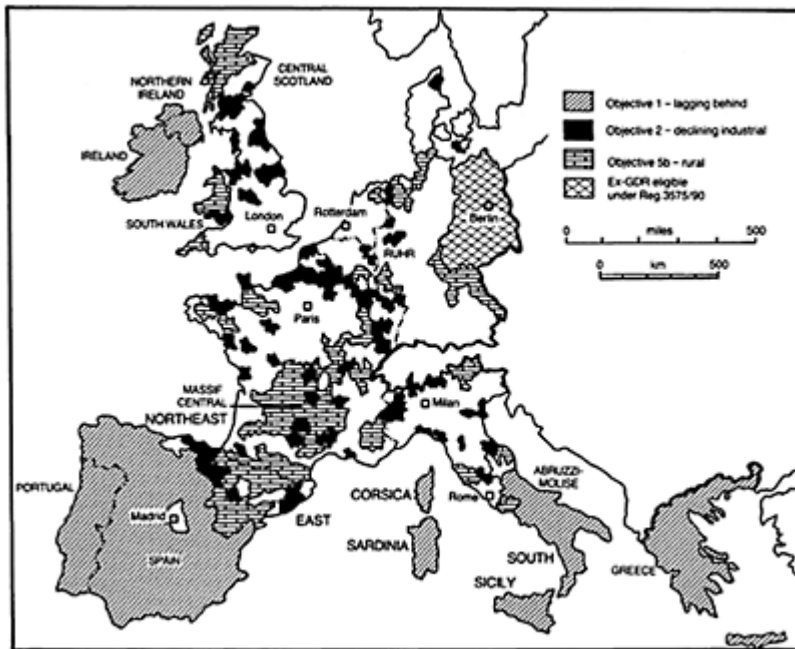 CENTRAL
SCOTLAND
NORTHERN
IRELAND
IRELAND
SOUTH WALES
London
Rotterdam
RUHR
Berlin
Paris
MASSIF
CENTRAL
NORTHEAST
Milan
PORTUGAL
Madrid
SPAIN
EAST
CORSICA
SARDINIA
Rome
ABRUZZI-
MOUSE
SOUTH
SICILY
GREECE
Objective 1 – lagging behind
Objective 2 – declining industrial
Objective 5b – rural
Ex-GDR eligible
under Reg 3575/90
0 miles 500
0 km 500